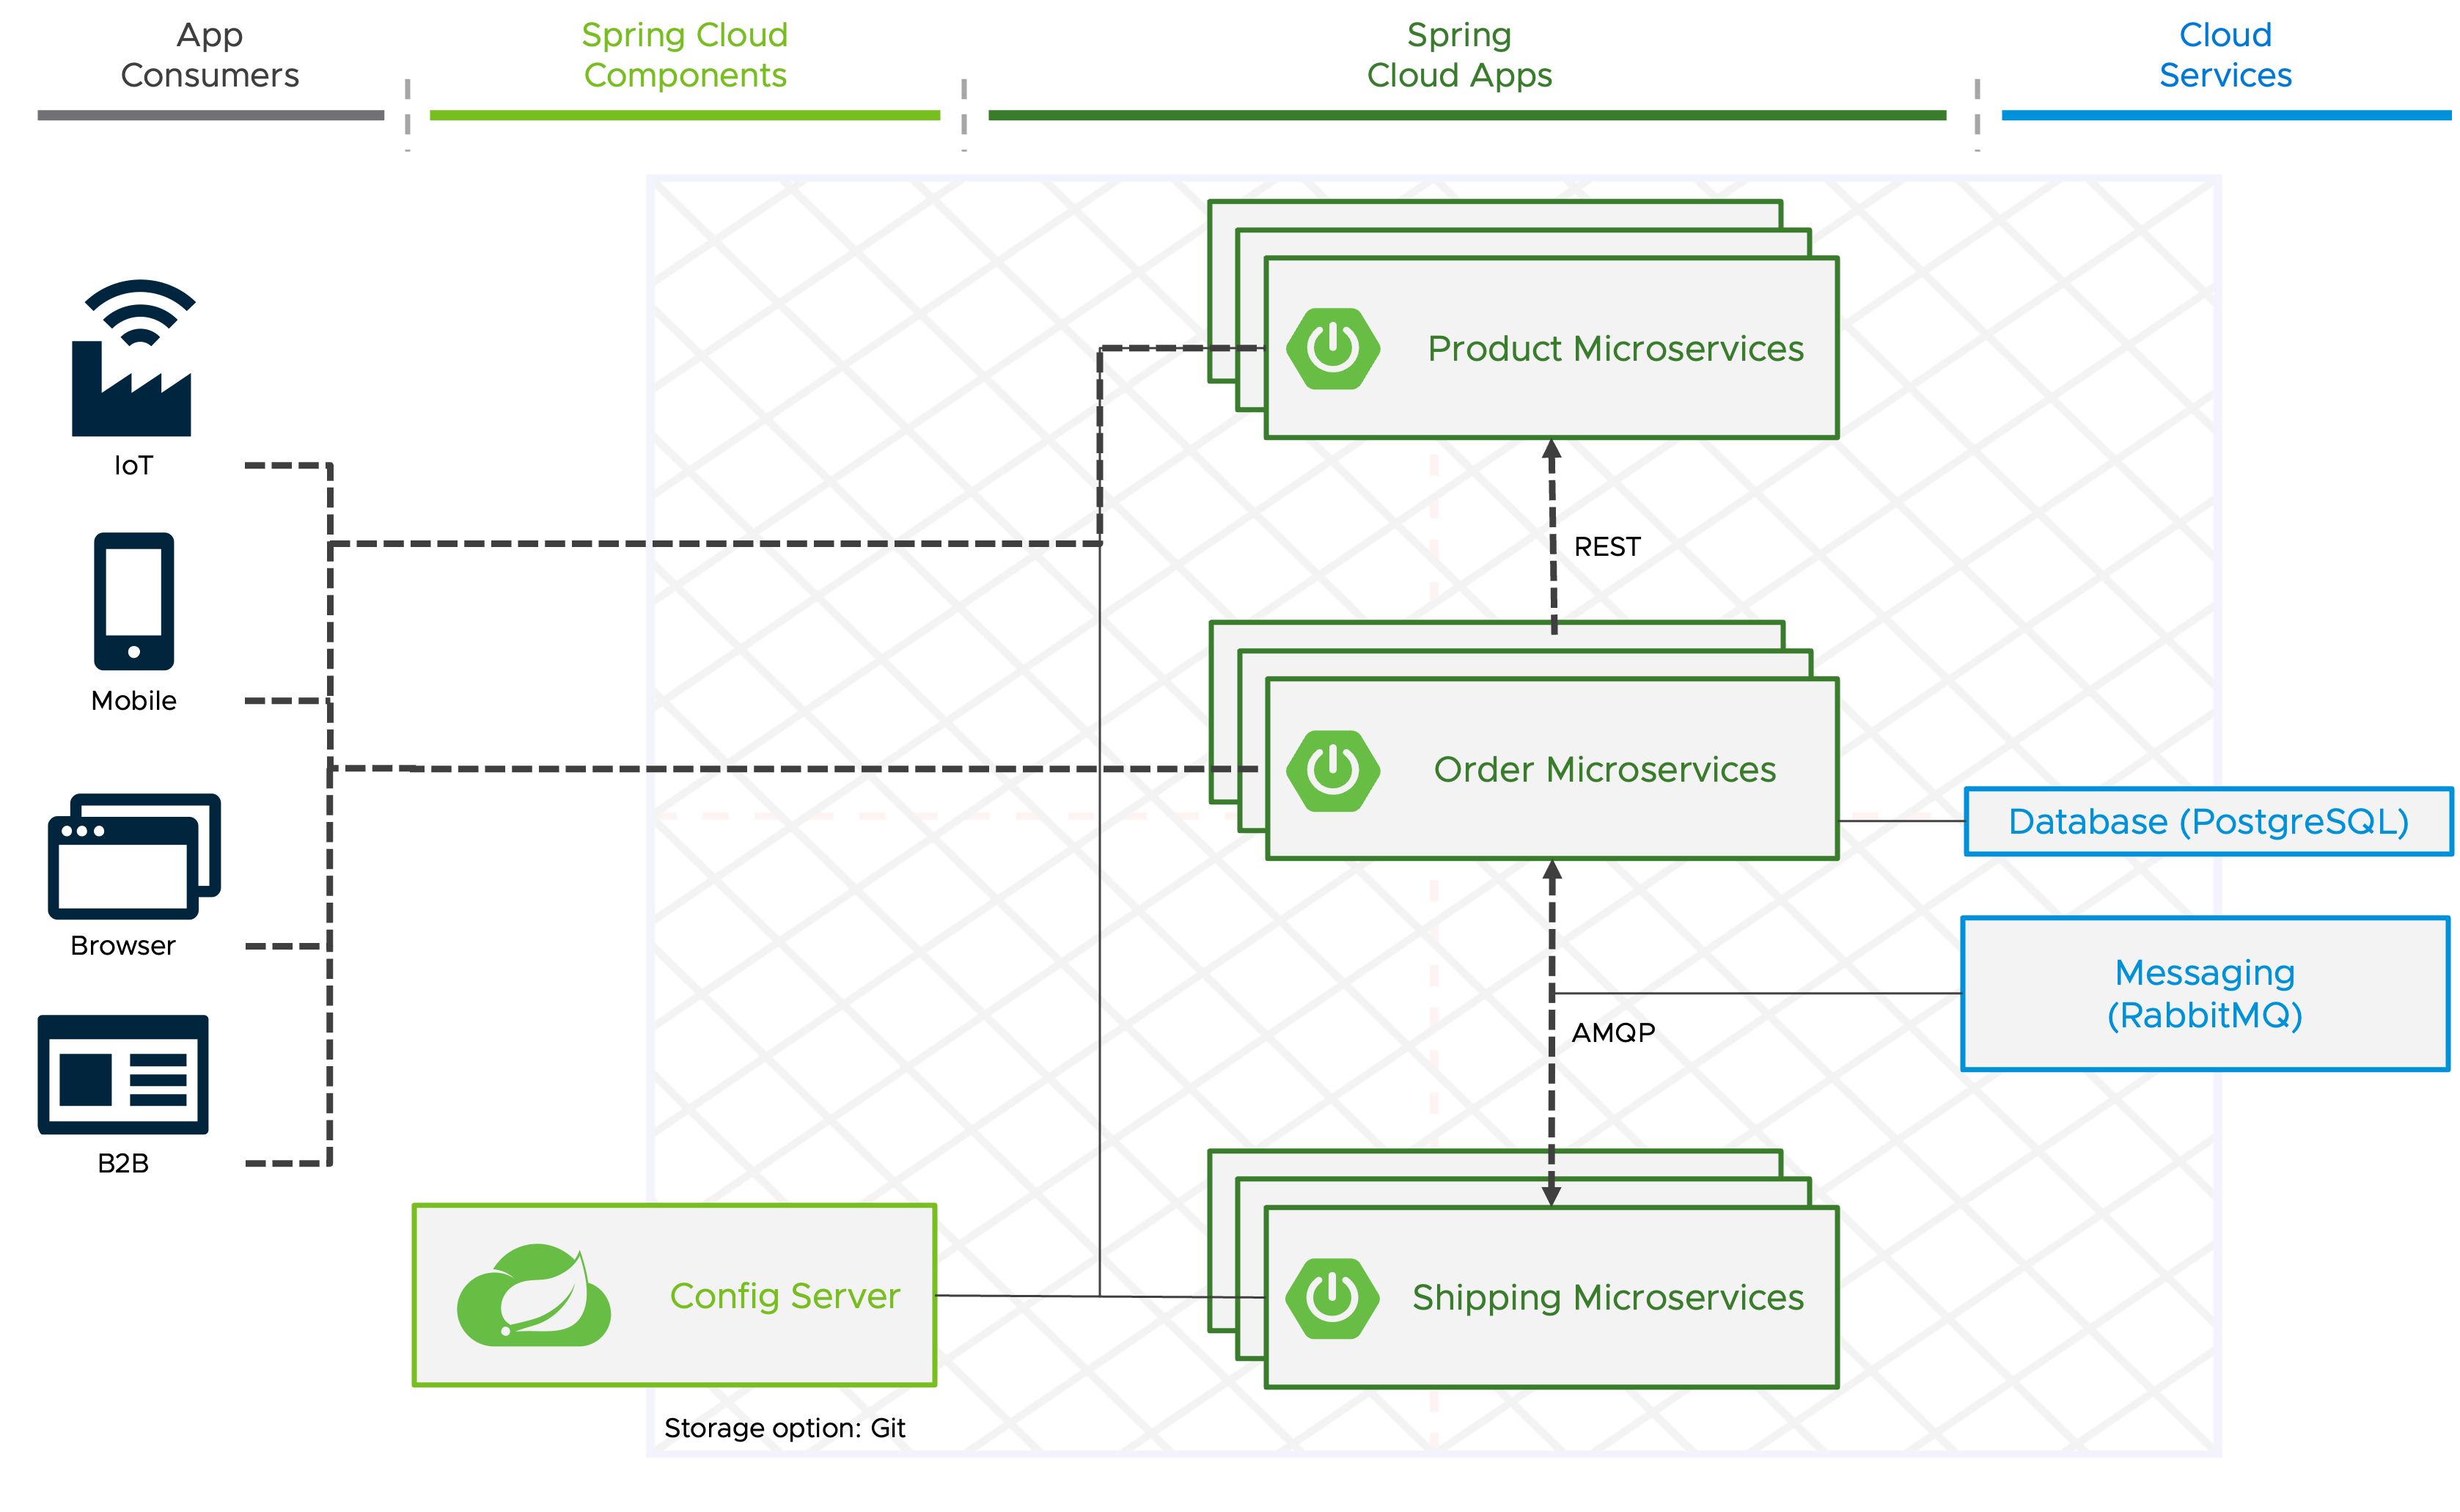 App
Consumers
Spring Cloud
Components
Spring
Cloud Apps
Cloud
Services
Product Microservices
IoT
REST
Mobile
Order Microservices
Database (PostgreSQL)
Browser
Messaging
(RabbitMQ)
AMQP
B2B
Config Server
Shipping Microservices
Storage option: Git